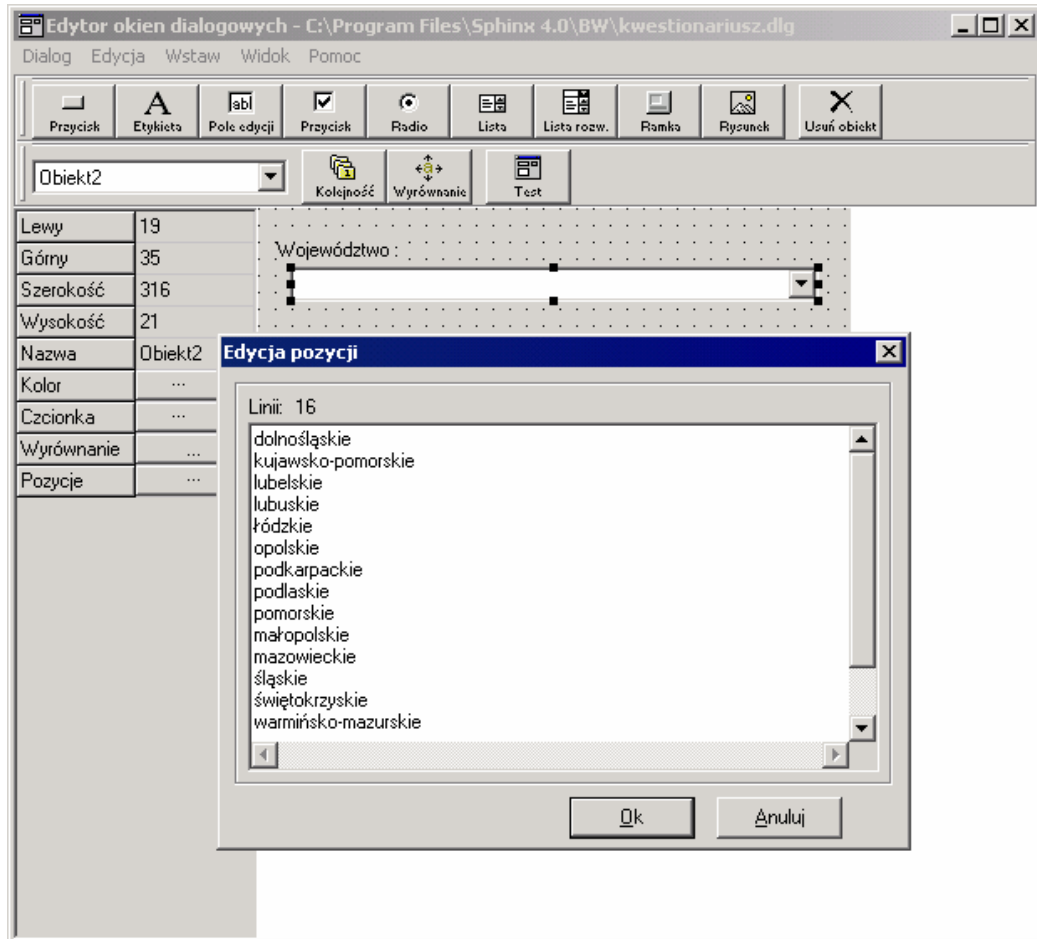 Edytor okien dialogowych - C:\Program Files\Sphinx 4.0\BW\kwestionariusz.dlg
Dialog Edycja Wstaw Widok Pomoc
Przycisk Etykieta Pole edycji Przycisk Radio Lista Lista rozw. Ramka Rysunek Usuń obiekt
Obiekt2 Kolejność Wyrównanie Test
Lewy 19
Górny 35
Szerokość 316
Wysokość 21
Nazwa Obiekt2
Kolor ...
Czcionka ...
Wyrównanie ...
Pozycje ...
Województwo :
Edycja pozycji
Linii: 16
dolnośląskie
kujawsko-pomorskie
lubelskie
lubuskie
łódzkie
opolskie
podkarpackie
podlaskie
pomorskie
małopolskie
mazowieckie
śląskie
świętokrzyskie
warmińsko-mazurskie
Ok Anuluj